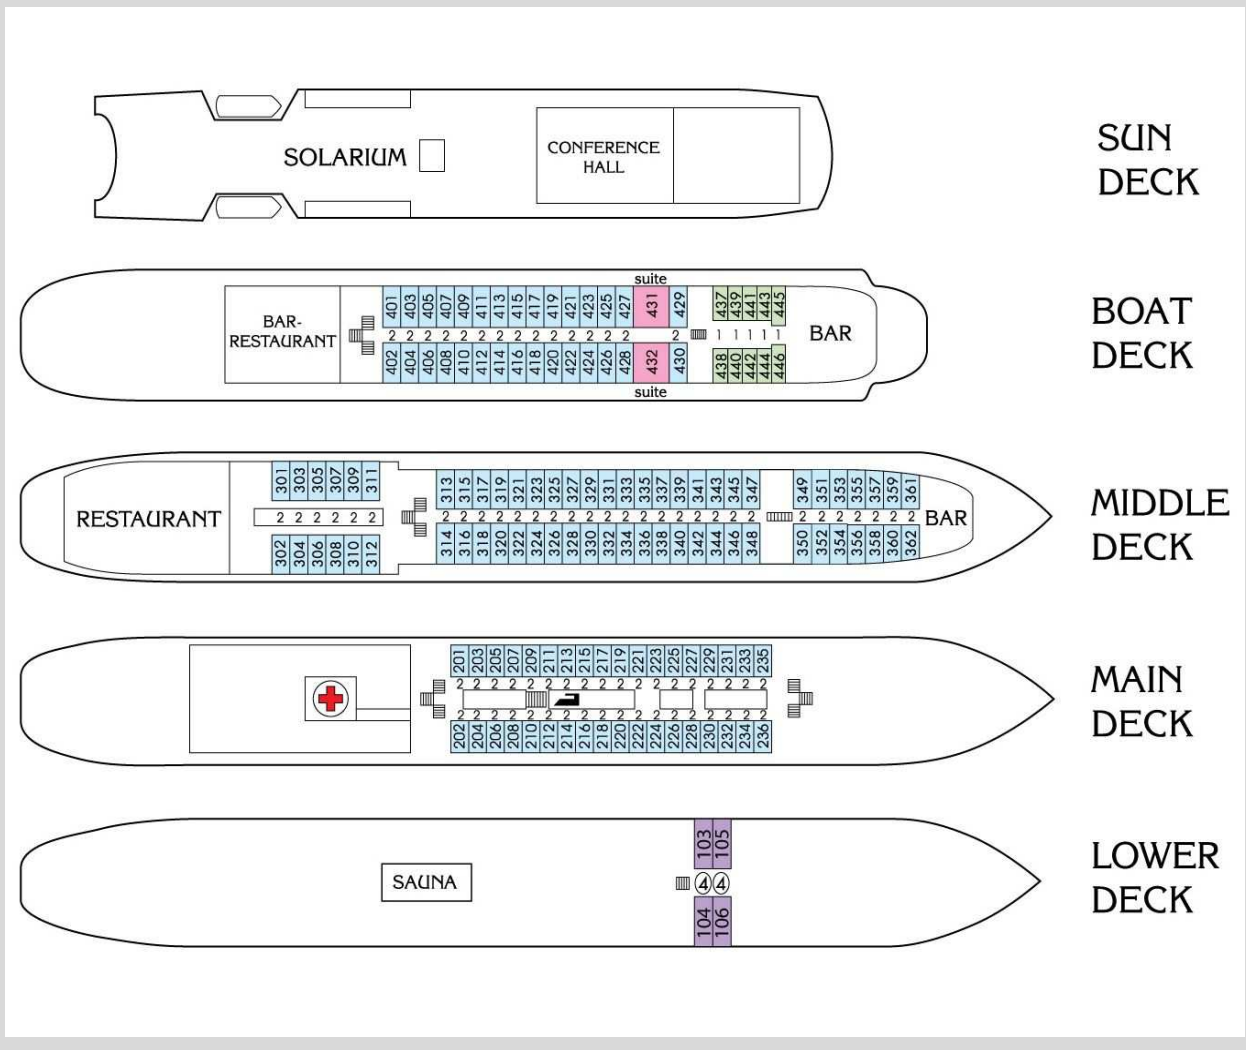 SUN
DECK
SOLARIUM
CONFERENCE
HALL
BOAT
DECK
suite
401 403 405 407 409 411 413 415 417 419 421 423 425 427 431 429 437 439 441 443 445
BAR-
RESTAURANT
2 2 2 2 2 2 2 2 2 2 2 2 2 2 2 1 1 1 1 1
BAR
402 404 406 408 410 412 414 416 418 420 422 424 426 428 432 430 438 440 442 444 446
suite
MIDDLE
DECK
301 303 305 307 309 311 313 315 317 319 321 323 325 327 329 331 333 335 337 339 341 343 345 347 349 351 353 355 357 359 361
RESTAURANT
2 2 2 2 2 2 2 2 2 2 2 2 2 2 2 2 2 2 2 2 2 2 2 2 2 2 2 2 2 2 2
BAR
302 304 306 308 310 312 314 316 318 320 322 324 326 328 330 332 334 336 338 340 342 344 346 348 350 352 354 356 358 360 362
MAIN
DECK
201 203 205 207 209 211 213 215 217 219 221 223 225 227 229 231 233 235
2 2 2 2 2 2 2 2 2 2 2 2 2 2 2 2 2 2
2 2 2 2 2 2 2 2 2 2 2 2 2 2 2 2 2 2
202 204 206 208 210 212 214 216 218 220 222 224 226 228 230 232 234 236
LOWER
DECK
103 105
SAUNA
4 4
104 106